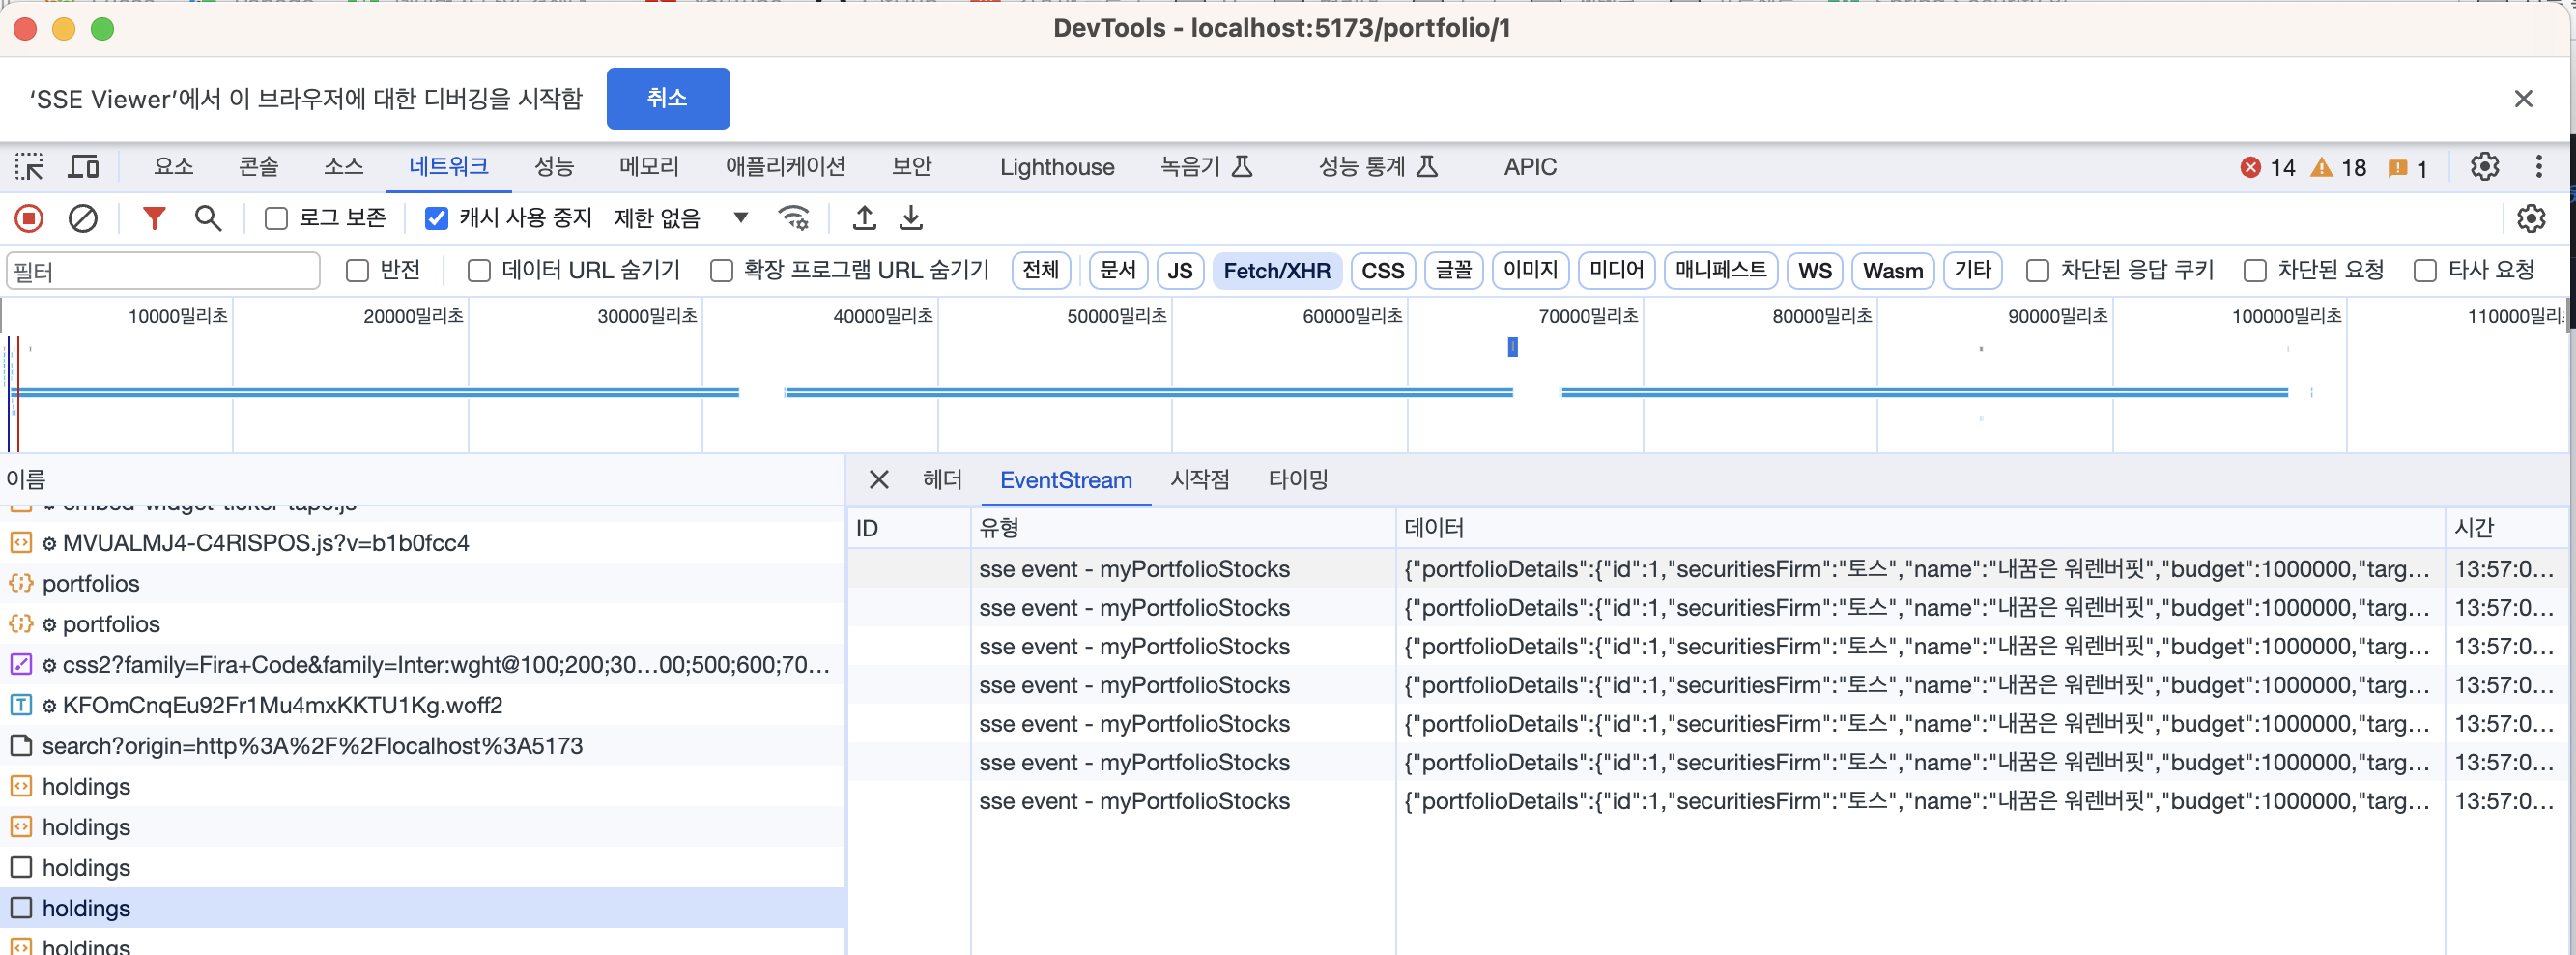 DevTools - localhost:5173/portfolio/1
‘SSE Viewer’에서 이 브라우저에 대한 디버깅을 시작함 취소
요소 콘솔 소스 네트워크 성능 메모리 애플리케이션 보안 Lighthouse 녹음기 성능 통계 APIC 14 18 1
로그 보존 캐시 사용 중지 제한 없음
필터 반전 데이터 URL 숨기기 확장 프로그램 URL 숨기기 전체 문서 JS Fetch/XHR CSS 글꼴 이미지 미디어 매니페스트 WS Wasm 기타 차단된 응답 쿠키 차단된 요청 타사 요청
10000밀리초 20000밀리초 30000밀리초 40000밀리초 50000밀리초 60000밀리초 70000밀리초 80000밀리초 90000밀리초 100000밀리초 110000밀리
이름
embed-widget-ticker-tape.js
MVUALMJ4-C4RISPOS.js?v=b1b0fcc4
portfolios
portfolios
css2?family=Fira+Code&family=Inter:wght@100;200;30…00;500;600;70…
KFOmCnqEu92Fr1Mu4mxKKTU1Kg.woff2
search?origin=http%3A%2F%2Flocalhost%3A5173
holdings
holdings
holdings
holdings
holdings
헤더 EventStream 시작점 타이밍
ID 유형 데이터 시간
sse event - myPortfolioStocks {"portfolioDetails":{"id":1,"securitiesFirm":"토스","name":"내꿈은 워렌버핏","budget":1000000,"targ… 13:57:0…
sse event - myPortfolioStocks {"portfolioDetails":{"id":1,"securitiesFirm":"토스","name":"내꿈은 워렌버핏","budget":1000000,"targ… 13:57:0…
sse event - myPortfolioStocks {"portfolioDetails":{"id":1,"securitiesFirm":"토스","name":"내꿈은 워렌버핏","budget":1000000,"targ… 13:57:0…
sse event - myPortfolioStocks {"portfolioDetails":{"id":1,"securitiesFirm":"토스","name":"내꿈은 워렌버핏","budget":1000000,"targ… 13:57:0…
sse event - myPortfolioStocks {"portfolioDetails":{"id":1,"securitiesFirm":"토스","name":"내꿈은 워렌버핏","budget":1000000,"targ… 13:57:0…
sse event - myPortfolioStocks {"portfolioDetails":{"id":1,"securitiesFirm":"토스","name":"내꿈은 워렌버핏","budget":1000000,"targ… 13:57:0…
sse event - myPortfolioStocks {"portfolioDetails":{"id":1,"securitiesFirm":"토스","name":"내꿈은 워렌버핏","budget":1000000,"targ… 13:57:0…